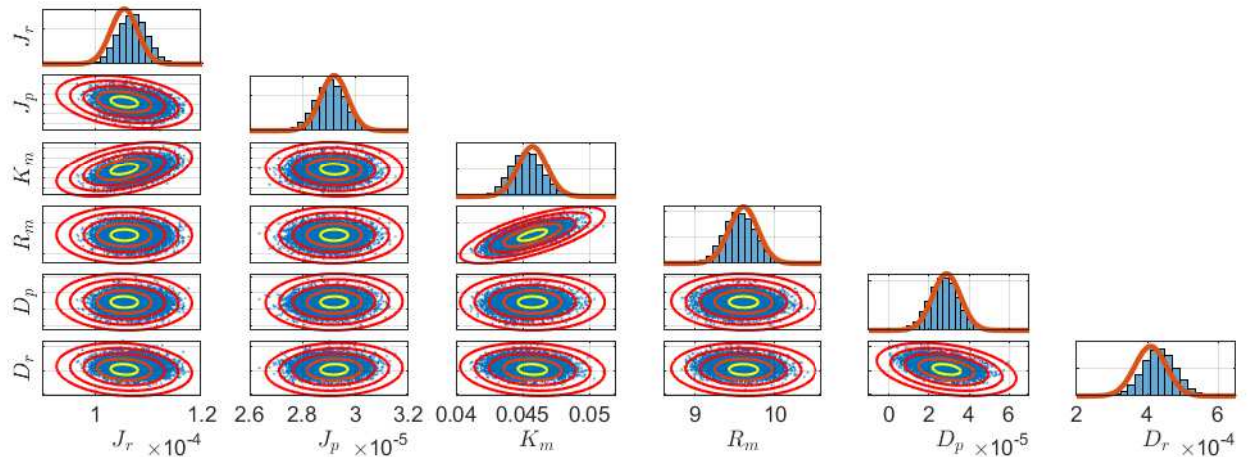 J_r
J_p
K_m
R_m
D_p
D_r
1 1.2 2.6 2.8 3 3.2 0.04 0.045 0.05 9 10 0 2 4 6 2 4 6
J_r ×10^-4 J_p ×10^-5 K_m R_m D_p ×10^-5 D_r ×10^-4